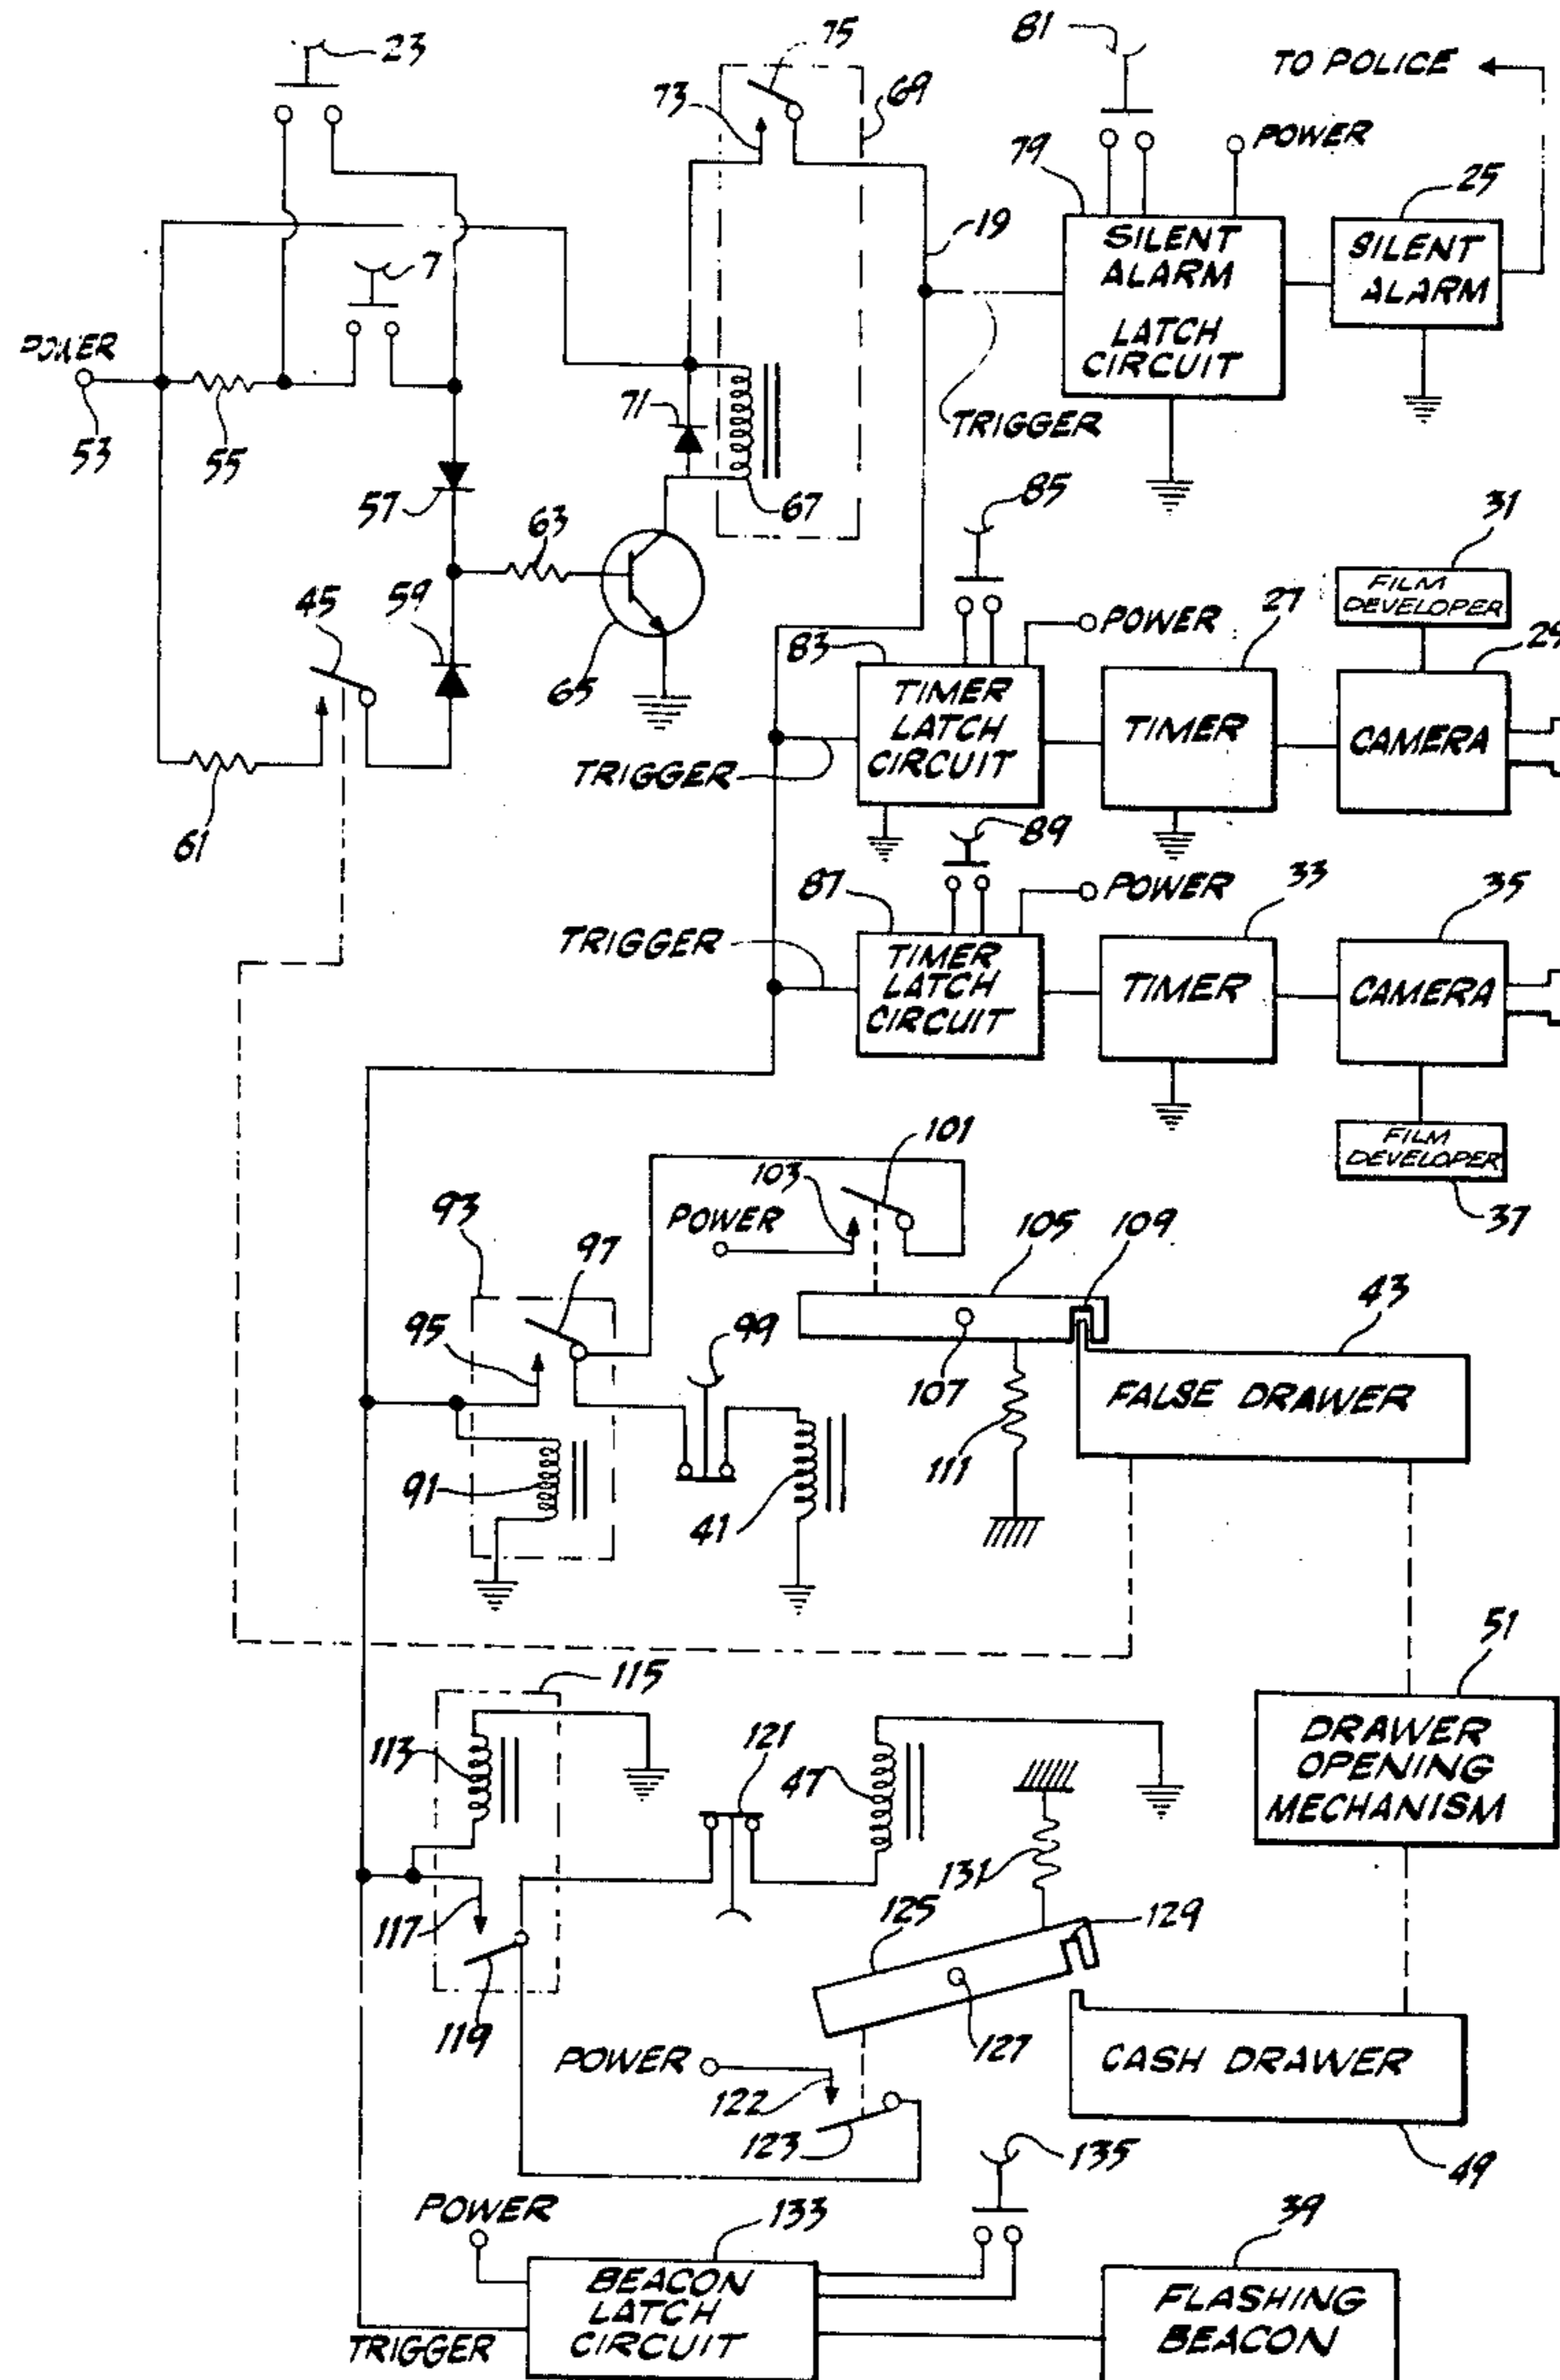 23
75
81
TO POLICE
73
69
79
POWER
25
7
19
SILENT
ALARM
LATCH
CIRCUIT
SILENT
ALARM
POWER
53
55
71
TRIGGER
57
67
85
31
63
FILM
DEVELOPER
45
59
65
83
POWER
27
29
TIMER
LATCH
CIRCUIT
TIMER
CAMERA
TRIGGER
61
89
87
POWER
33
35
TRIGGER
TIMER
LATCH
CIRCUIT
TIMER
CAMERA
101
103
FILM
DEVELOPER
37
93
POWER
97
105
109
43
95
99
107
FALSE DRAWER
91
41
111
51
115
DRAWER
OPENING
MECHANISM
113
121
47
131
117
125
129
119
127
POWER
122
CASH DRAWER
123
135
49
POWER
133
39
BEACON
LATCH
CIRCUIT
FLASHING
BEACON
TRIGGER